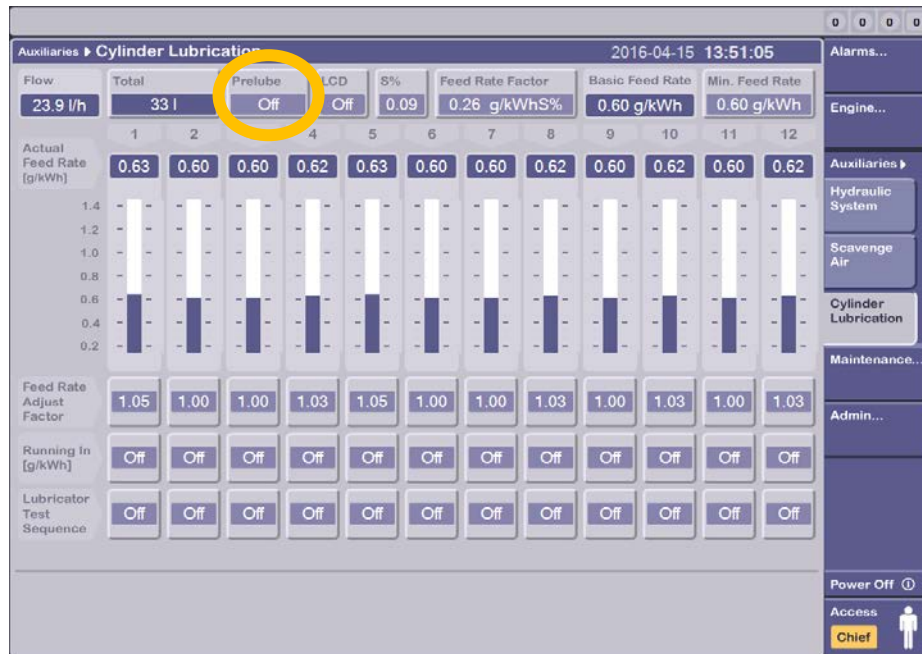 0 0 0 0
Auxiliaries Cylinder Lubrication 2016-04-15 13:51:05
Flow Total Prelube LCD S% Feed Rate Factor Basic Feed Rate Min. Feed Rate
23.9 l/h 33 l Off Off 0.09 0.26 g/kWhS% 0.60 g/kWh 0.60 g/kWh
1 2 4 5 6 7 8 9 10 11 12
Actual
Feed Rate
[g/kWh]
0.63 0.60 0.60 0.62 0.63 0.60 0.60 0.62 0.60 0.62 0.60 0.62
1.4
1.2
1.0
0.8
0.6
0.4
0.2
Feed Rate
Adjust
Factor
1.05 1.00 1.00 1.03 1.05 1.00 1.00 1.03 1.00 1.03 1.00 1.03
Running In
[g/kWh]
Off Off Off Off Off Off Off Off Off Off Off Off
Lubricator
Test
Sequence
Off Off Off Off Off Off Off Off Off Off Off Off
Alarms...
Engine...
Auxiliaries
Hydraulic
System
Scavenge
Air
Cylinder
Lubrication
Maintenance...
Admin...
Power Off
Access
Chief